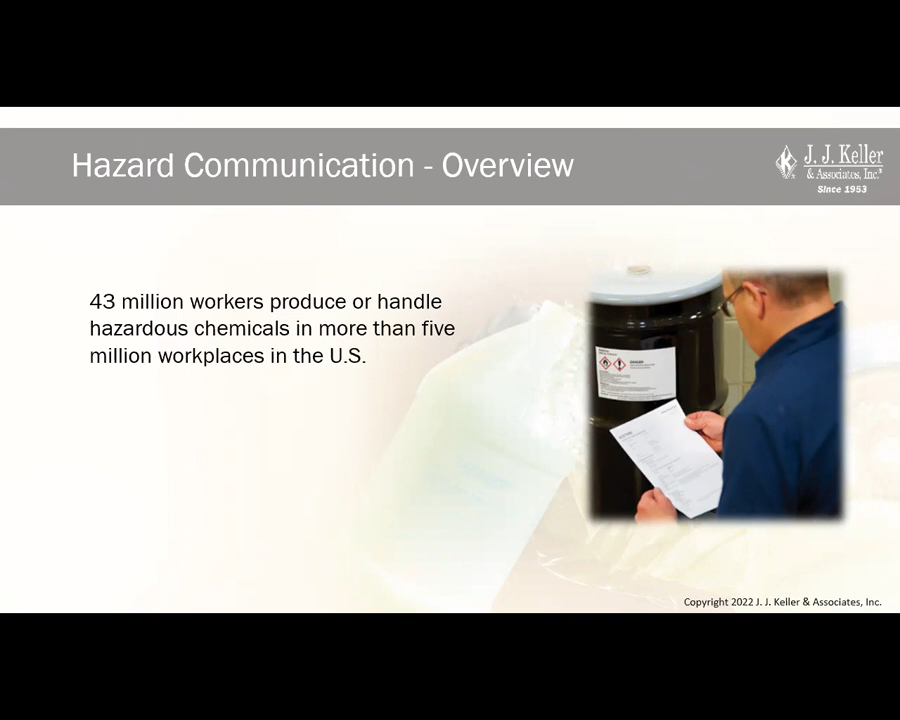 Hazard Communication - Overview
J. J. Keller
& Associates, Inc.®
Since 1953
43 million workers produce or handle
hazardous chemicals in more than five
million workplaces in the U.S.
DANGER
Copyright 2022 J. J. Keller & Associates, Inc.